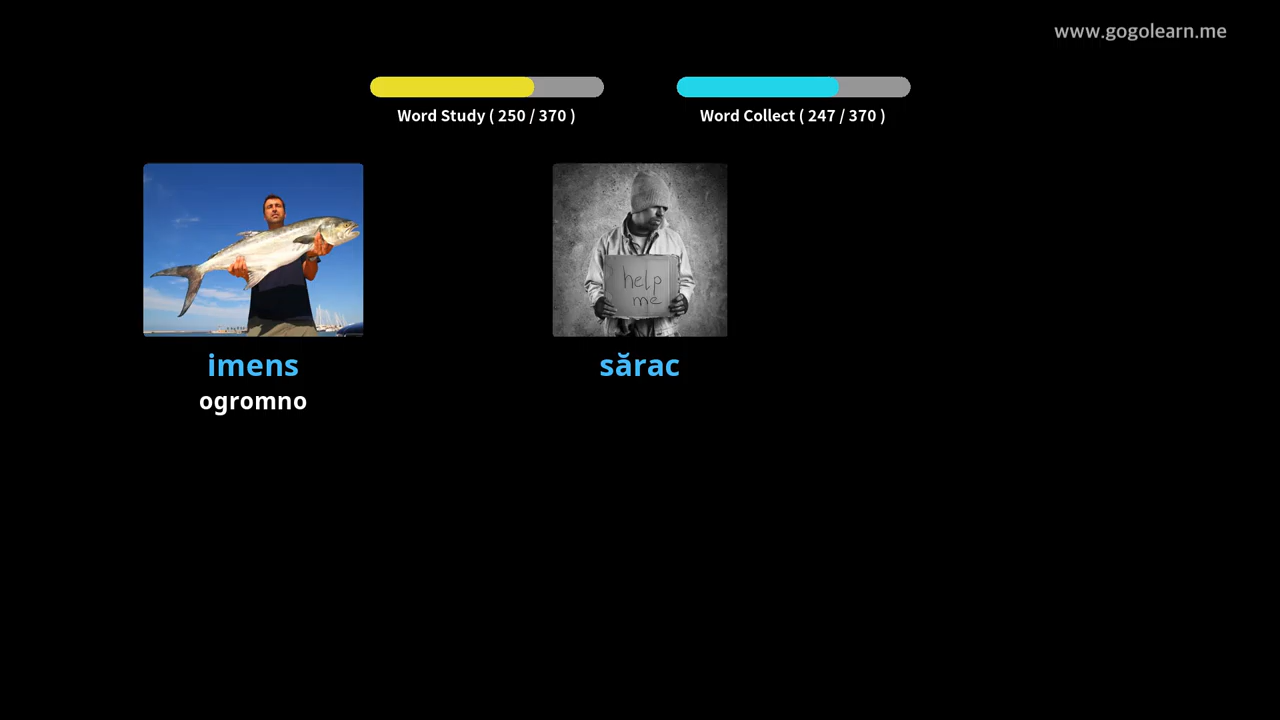 www.gogolearn.me
Word Study ( 250 / 370 )
Word Collect ( 247 / 370 )
help
me
imens
sărac
ogromno